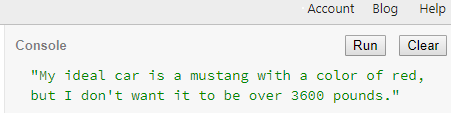 Account Blog Help
Console Run Clear
"My ideal car is a mustang with a color of red,
but I don't want it to be over 3600 pounds."